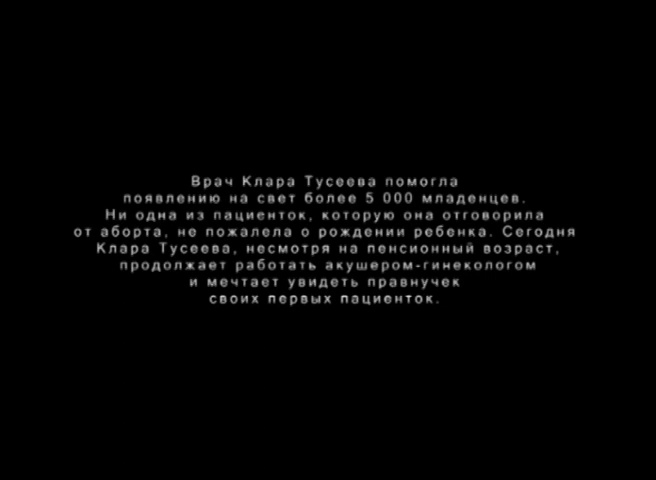 Врач Клара Тусеева помогла
появлению на свет более 5 000 младенцев.
Ни одна из пациенток, которую она отговорила
от аборта, не пожалела о рождении ребенка. Сегодня
Клара Тусеева, несмотря на пенсионный возраст,
продолжает работать акушером-гинекологом
и мечтает увидеть правнучек
своих первых пациенток.